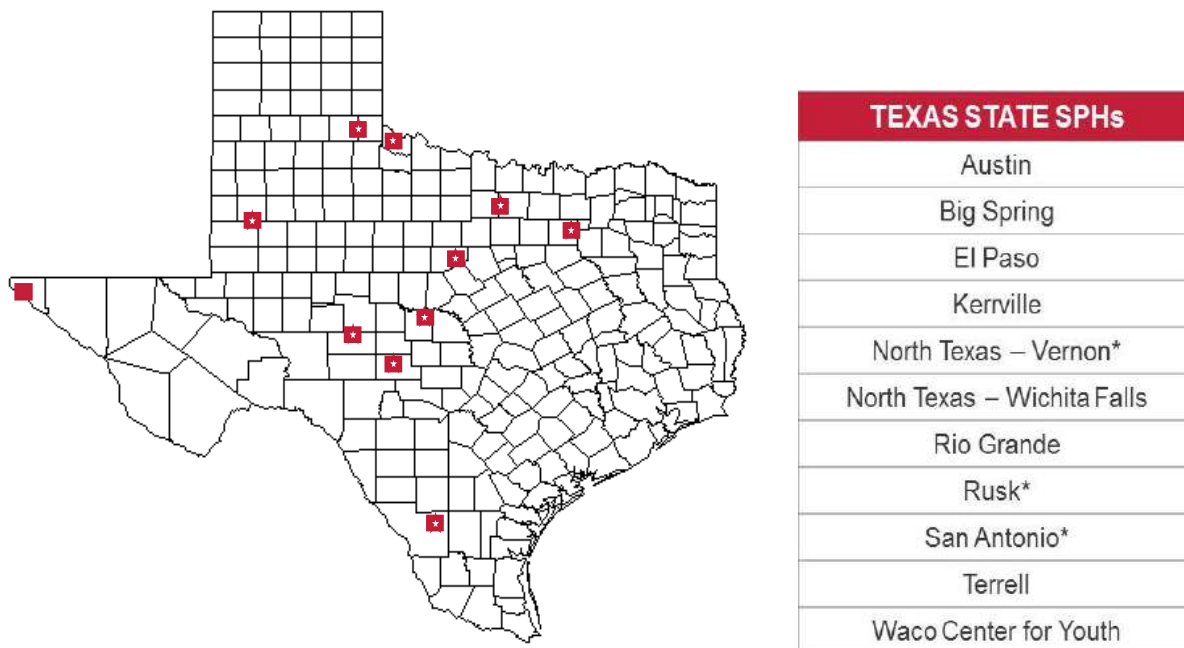 TEXAS STATE SPHs
Austin
Big Spring
El Paso
Kerrville
North Texas – Vernon*
North Texas – Wichita Falls
Rio Grande
Rusk*
San Antonio*
Terrell
Waco Center for Youth